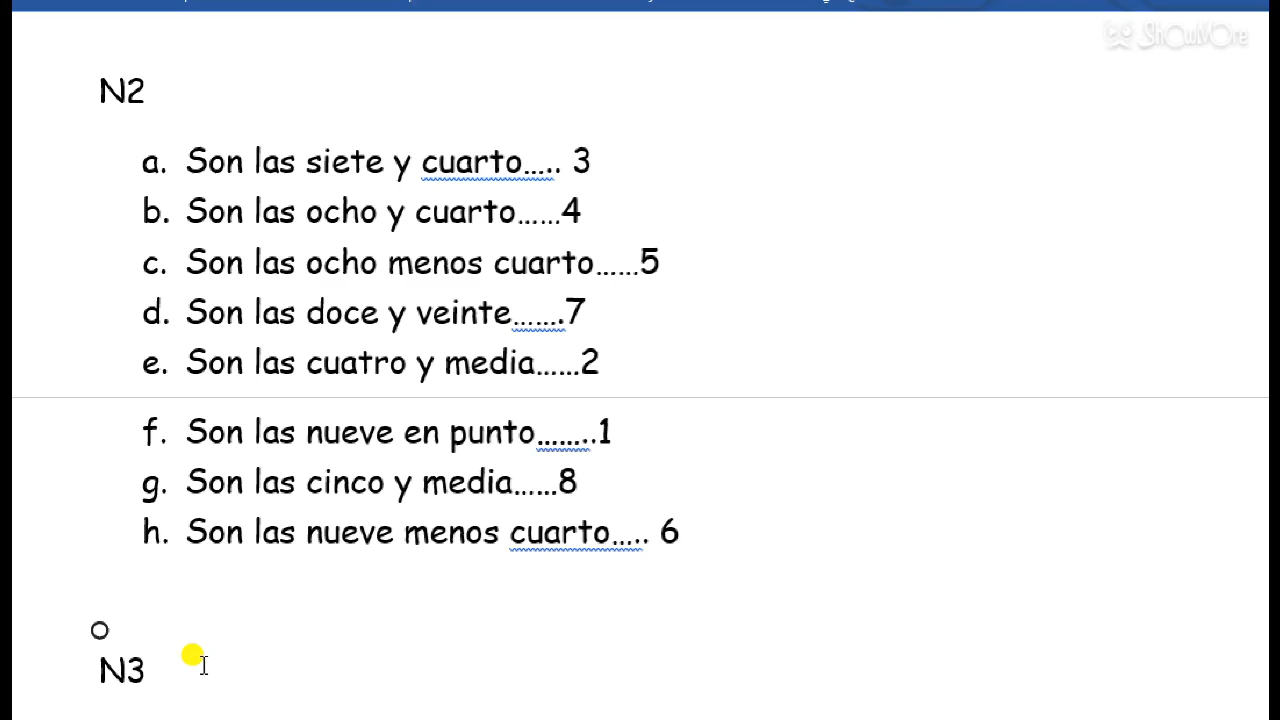 ShowMore
N2
a. Son las siete y cuarto….. 3
b. Son las ocho y cuarto……4
c. Son las ocho menos cuarto……5
d. Son las doce y veinte…….7
e. Son las cuatro y media……2
f. Son las nueve en punto……..1
g. Son las cinco y media……8
h. Son las nueve menos cuarto….. 6
N3